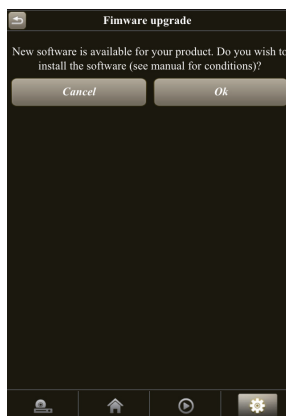 Fimware upgrade
New software is available for your product. Do you wish to
install the software (see manual for conditions)?
Cancel
Ok